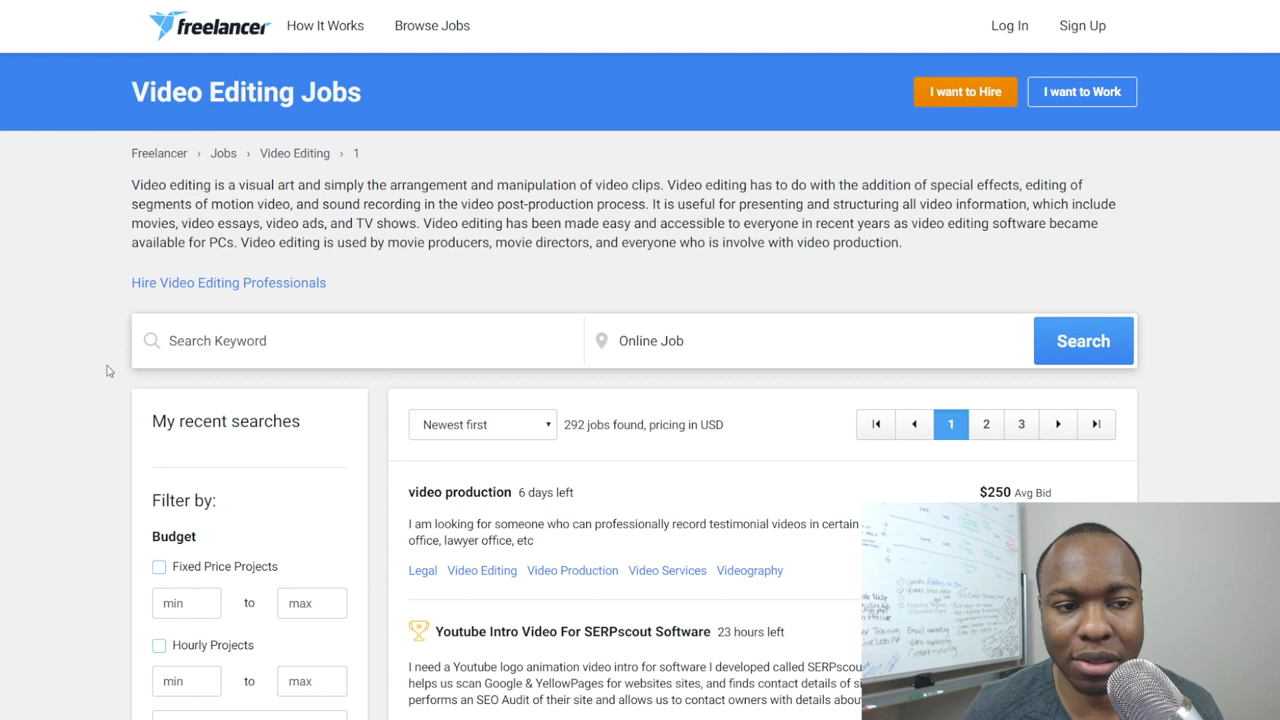 freelancer How It Works Browse Jobs Log In Sign Up
Video Editing Jobs I want to Hire I want to Work
Freelancer › Jobs › Video Editing › 1
Video editing is a visual art and simply the arrangement and manipulation of video clips. Video editing has to do with the addition of special effects, editing of
segments of motion video, and sound recording in the video post-production process. It is useful for presenting and structuring all video information, which include
movies, video essays, video ads, and TV shows. Video editing has been made easy and accessible to everyone in recent years as video editing software became
available for PCs. Video editing is used by movie producers, movie directors, and everyone who is involve with video production.
Hire Video Editing Professionals
Search Keyword Online Job Search
My recent searches
Filter by:
Budget
Fixed Price Projects
min to max
Hourly Projects
min to max
Newest first 292 jobs found, pricing in USD 1 2 3
video production 6 days left $250 Avg Bid
I am looking for someone who can professionally record testimonial videos in certain
office, lawyer office, etc
Legal Video Editing Video Production Video Services Videography
Youtube Intro Video For SERPscout Software 23 hours left
I need a Youtube logo animation video intro for software I developed called SERPscou
helps us scan Google & YellowPages for websites sites, and finds contact details of si
performs an SEO Audit of their site and allows us to contact owners with details abou